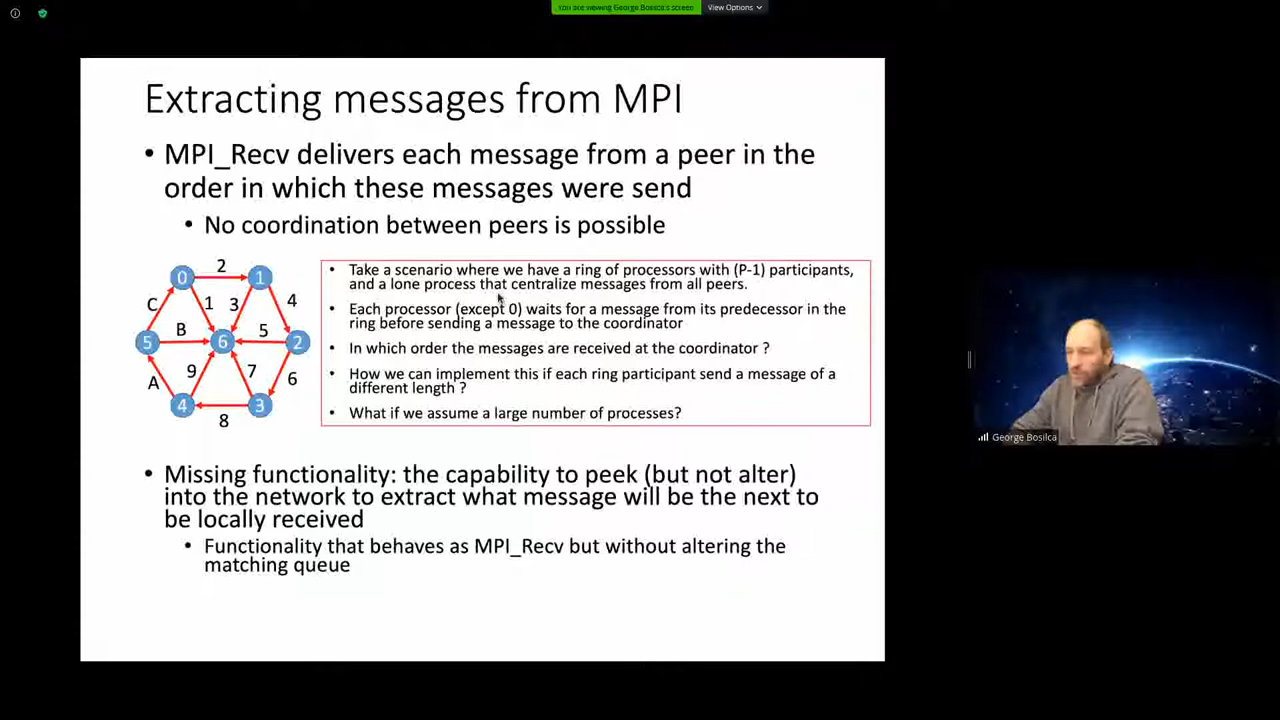 You are viewing George Bosilca's screen
View Options
Extracting messages from MPI
• MPI_Recv delivers each message from a peer in the
order in which these messages were send
• No coordination between peers is possible
2
0
1
C
1
3
4
5
B
6
5
2
A
9
7
6
4
3
8
• Take a scenario where we have a ring of processors with (P-1) participants,
and a lone process that centralize messages from all peers.
• Each processor (except 0) waits for a message from its predecessor in the
ring before sending a message to the coordinator
• In which order the messages are received at the coordinator ?
• How we can implement this if each ring participant send a message of a
different length ?
• What if we assume a large number of processes?
• Missing functionality: the capability to peek (but not alter)
into the network to extract what message will be the next to
be locally received
• Functionality that behaves as MPI_Recv but without altering the
matching queue
George Bosilca